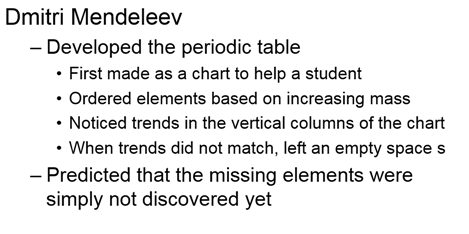 Dmitri Mendeleev
– Developed the periodic table
• First made as a chart to help a student
• Ordered elements based on increasing mass
• Noticed trends in the vertical columns of the chart
• When trends did not match, left an empty space s
– Predicted that the missing elements were
simply not discovered yet